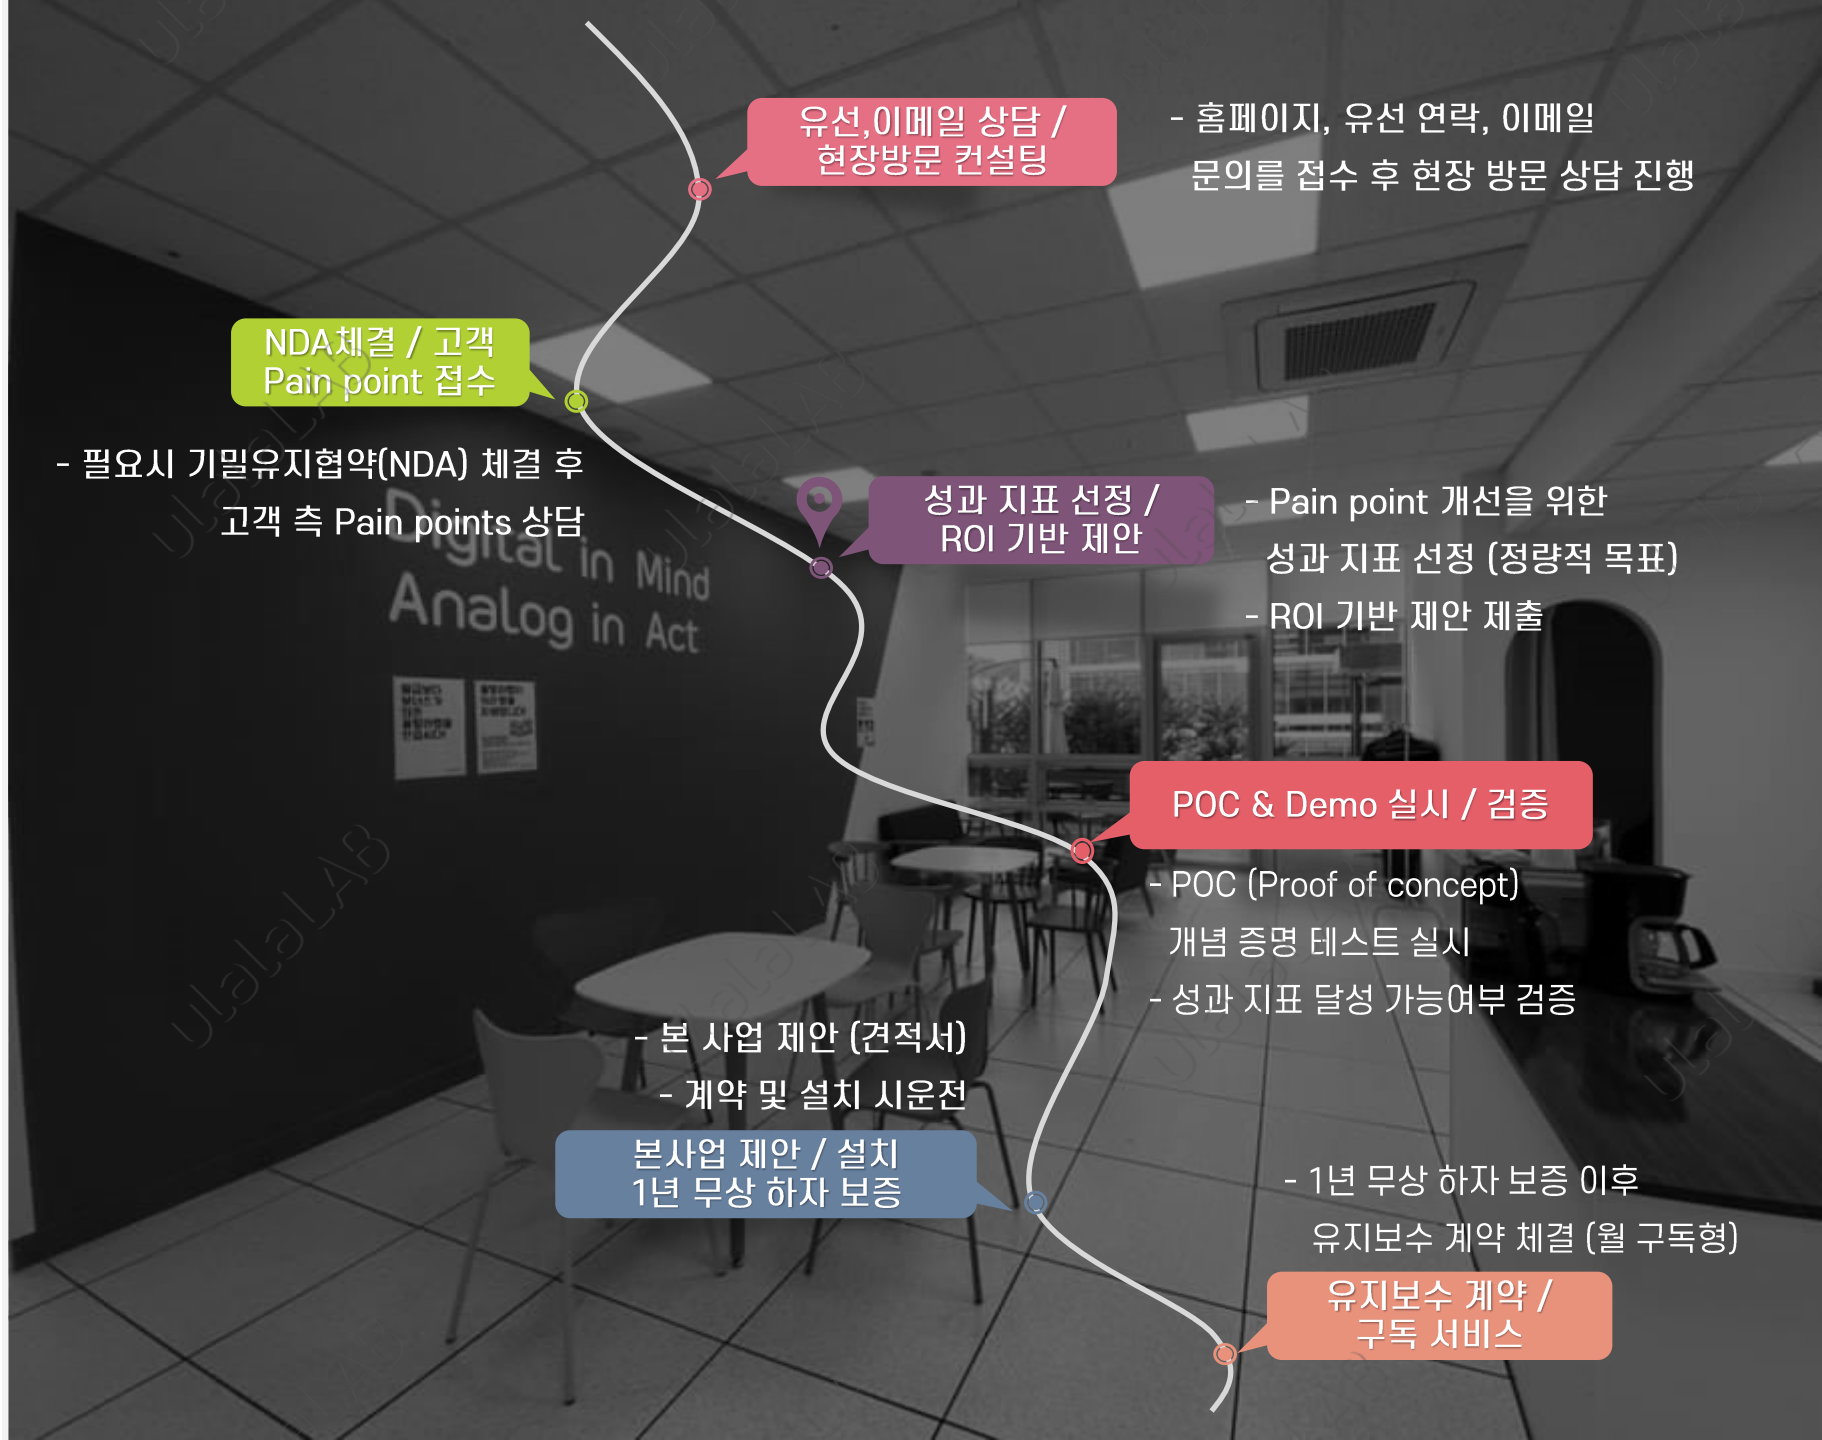 유선,이메일 상담 /
현장방문 컨설팅
- 홈페이지, 유선 연락, 이메일
문의를 접수 후 현장 방문 상담 진행
NDA체결 / 고객
Pain point 접수
- 필요시 기밀유지협약(NDA) 체결 후
고객 측 Pain points 상담
성과 지표 선정 /
ROI 기반 제안
- Pain point 개선을 위한
성과 지표 선정 (정량적 목표)
- ROI 기반 제안 제출
Digital in Mind
Analog in Act
POC & Demo 실시 / 검증
- POC (Proof of concept)
개념 증명 테스트 실시
- 성과 지표 달성 가능여부 검증
- 본 사업 제안 (견적서)
- 계약 및 설치 시운전
본사업 제안 / 설치
1년 무상 하자 보증
- 1년 무상 하자 보증 이후
유지보수 계약 체결 (월 구독형)
유지보수 계약 /
구독 서비스
UlalaLAB